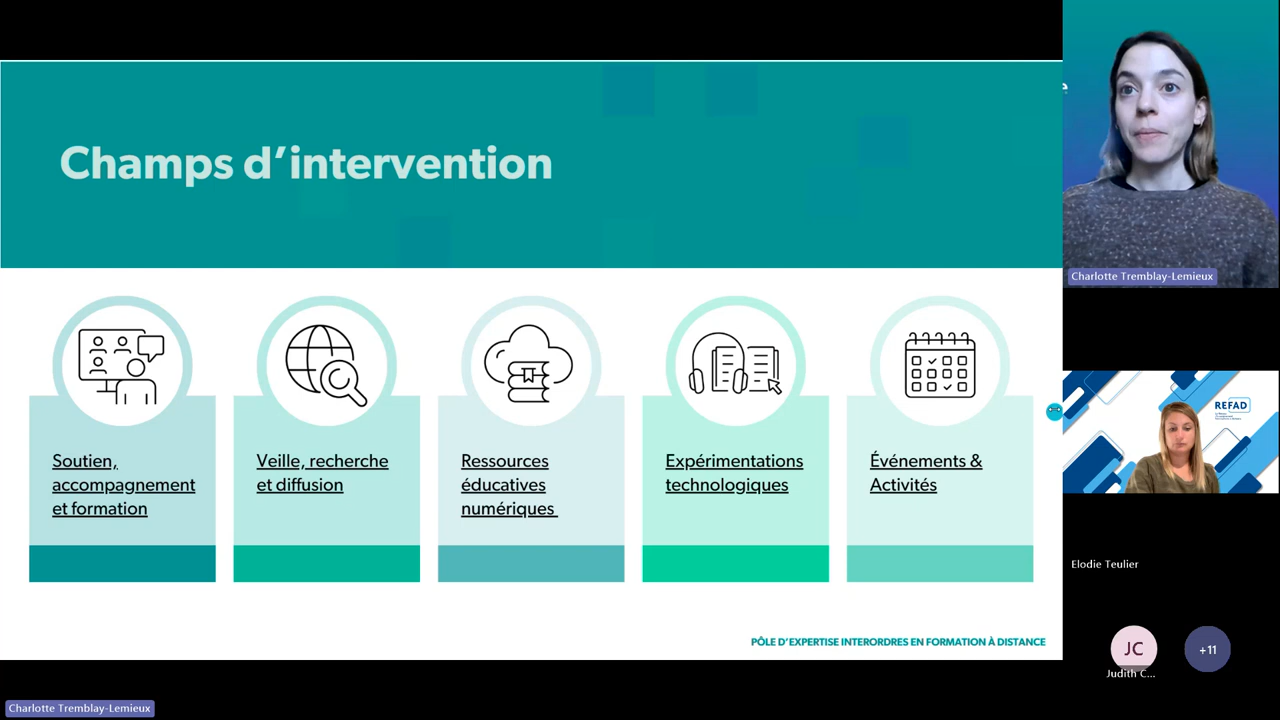 Champs d'intervention
Soutien,
accompagnement
et formation
Veille, recherche
et diffusion
Ressources
éducatives
numériques
Expérimentations
technologiques
Événements &
Activités
PÔLE D'EXPERTISE INTERORDRES EN FORMATION À DISTANCE
Charlotte Tremblay-Lemieux
e
Charlotte Tremblay-Lemieux
REFAD
Elodie Teulier
JC
Judith C...
+11